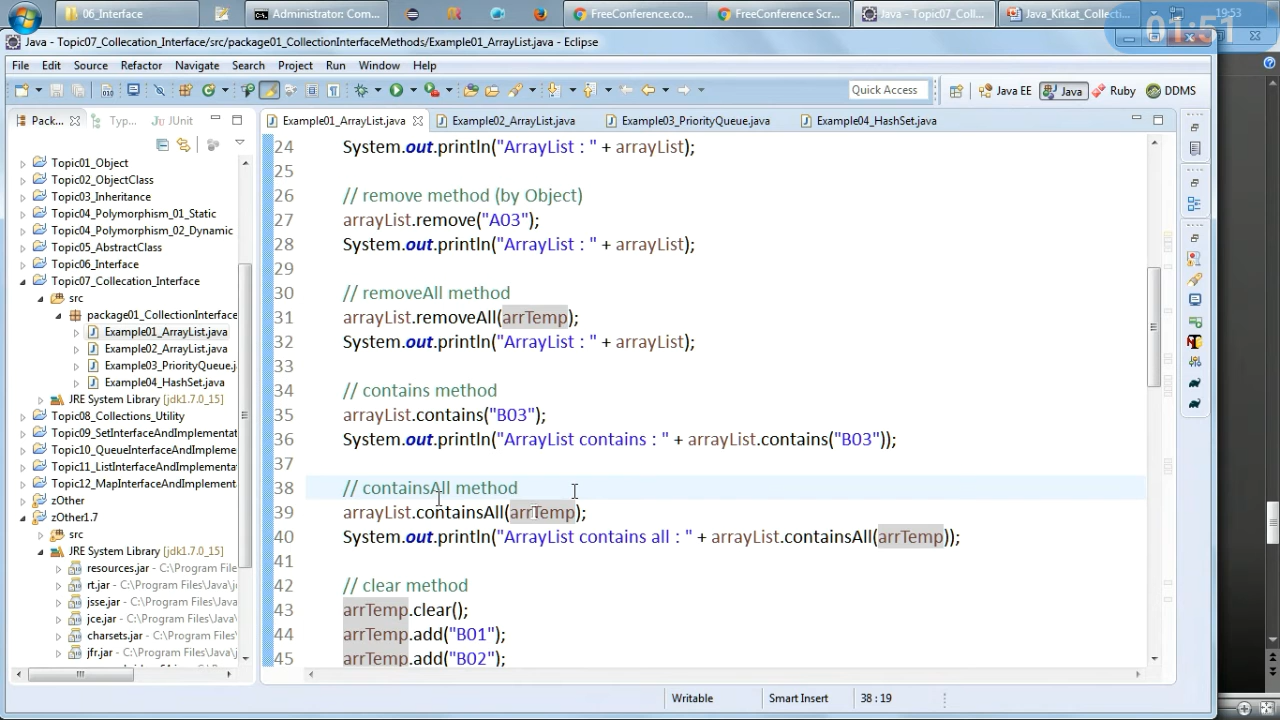 06_Interface
Administrator: Com...
FreeConference.co...
FreeConference Scr...
Java - Topic07_Coll...
Java_Kitkat_Collecti...
19:53
01:51
Java - Topic07_Collecation_Interface/src/package01_CollectionInterfaceMethods/Example01_ArrayList.java - Eclipse
File Edit Source Refactor Navigate Search Project Run Window Help
Quick Access
Java EE
Java
Ruby
DDMS
Pack...
Typ...
JUnit
Example01_ArrayList.java
Example02_ArrayList.java
Example03_PriorityQueue.java
Example04_HashSet.java
Topic01_Object
Topic02_ObjectClass
Topic03_Inheritance
Topic04_Polymorphism_01_Static
Topic04_Polymorphism_02_Dynamic
Topic05_AbstractClass
Topic06_Interface
Topic07_Collecation_Interface
src
package01_CollectionInterface
Example01_ArrayList.java
Example02_ArrayList.java
Example03_PriorityQueue.j
Example04_HashSet.java
JRE System Library [jdk1.7.0_15]
Topic08_Collections_Utility
Topic09_SetInterfaceAndImplementat
Topic10_QueueInterfaceAndImpleme
Topic11_ListInterfaceAndImplementa
Topic12_MapInterfaceAndImplement
zOther
zOther1.7
src
JRE System Library [jdk1.7.0_15]
resources.jar - C:\Program File
rt.jar - C:\Program Files\Java\j
jsse.jar - C:\Program Files\Java
jce.jar - C:\Program Files\Java\
charsets.jar - C:\Program Files\
jfr.jar - C:\Program Files\Java\
24 System.out.println("ArrayList : " + arrayList);
25
26 // remove method (by Object)
27 arrayList.remove("A03");
28 System.out.println("ArrayList : " + arrayList);
29
30 // removeAll method
31 arrayList.removeAll(arrTemp);
32 System.out.println("ArrayList : " + arrayList);
33
34 // contains method
35 arrayList.contains("B03");
36 System.out.println("ArrayList contains : " + arrayList.contains("B03"));
37
38 // containsAll method
39 arrayList.containsAll(arrTemp);
40 System.out.println("ArrayList contains all : " + arrayList.containsAll(arrTemp));
41
42 // clear method
43 arrTemp.clear();
44 arrTemp.add("B01");
45 arrTemp.add("B02");
Writable
Smart Insert
38 : 19